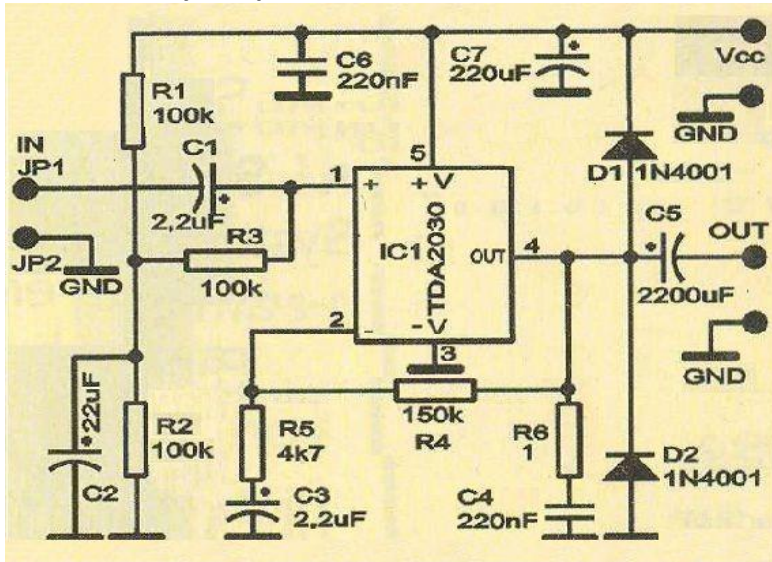 C6
220nF
C7
220uF
Vcc
R1
100k
GND
IN
JP1
C1
2,2uF
1
+
5
+V
D1 1N4001
JP2
GND
R3
100k
IC1
TDA2030
OUT
4
C5
2200uF
OUT
2
-
-V
3
GND
22uF
C2
R2
100k
R5
4k7
150k
R4
R6
1
D2
1N4001
C3
2,2uF
C4
220nF